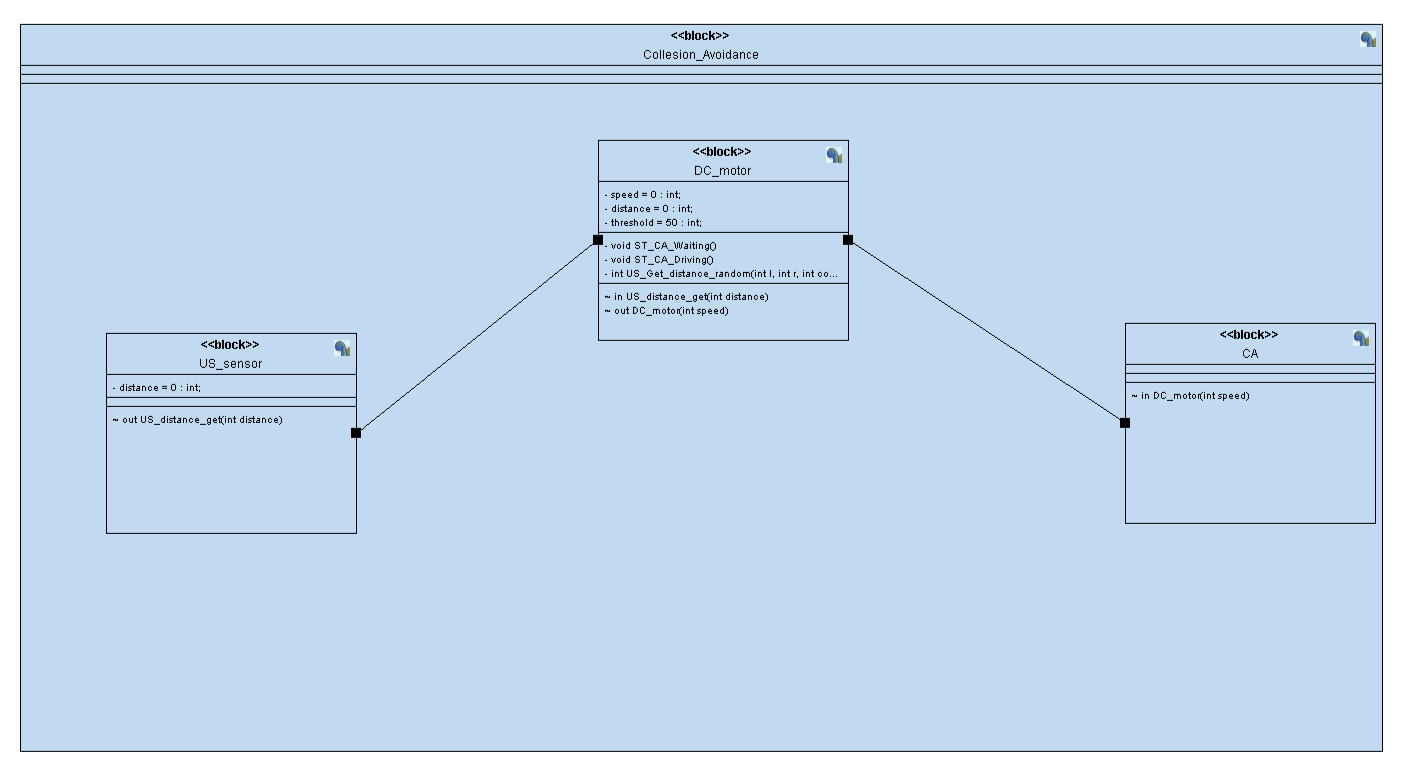 <<block>>
Collesion_Avoidance
<<block>>
DC_motor
- speed = 0 : int;
- distance = 0 : int;
- threshold = 50 : int;
- void ST_CA_Waiting()
- void ST_CA_Driving()
- int US_Get_distance_random(int l, int r, int co...
~ in US_distance_get(int distance)
~ out DC_motor(int speed)
<<block>>
US_sensor
- distance = 0 : int;
~ out US_distance_get(int distance)
<<block>>
CA
~ in DC_motor(int speed)